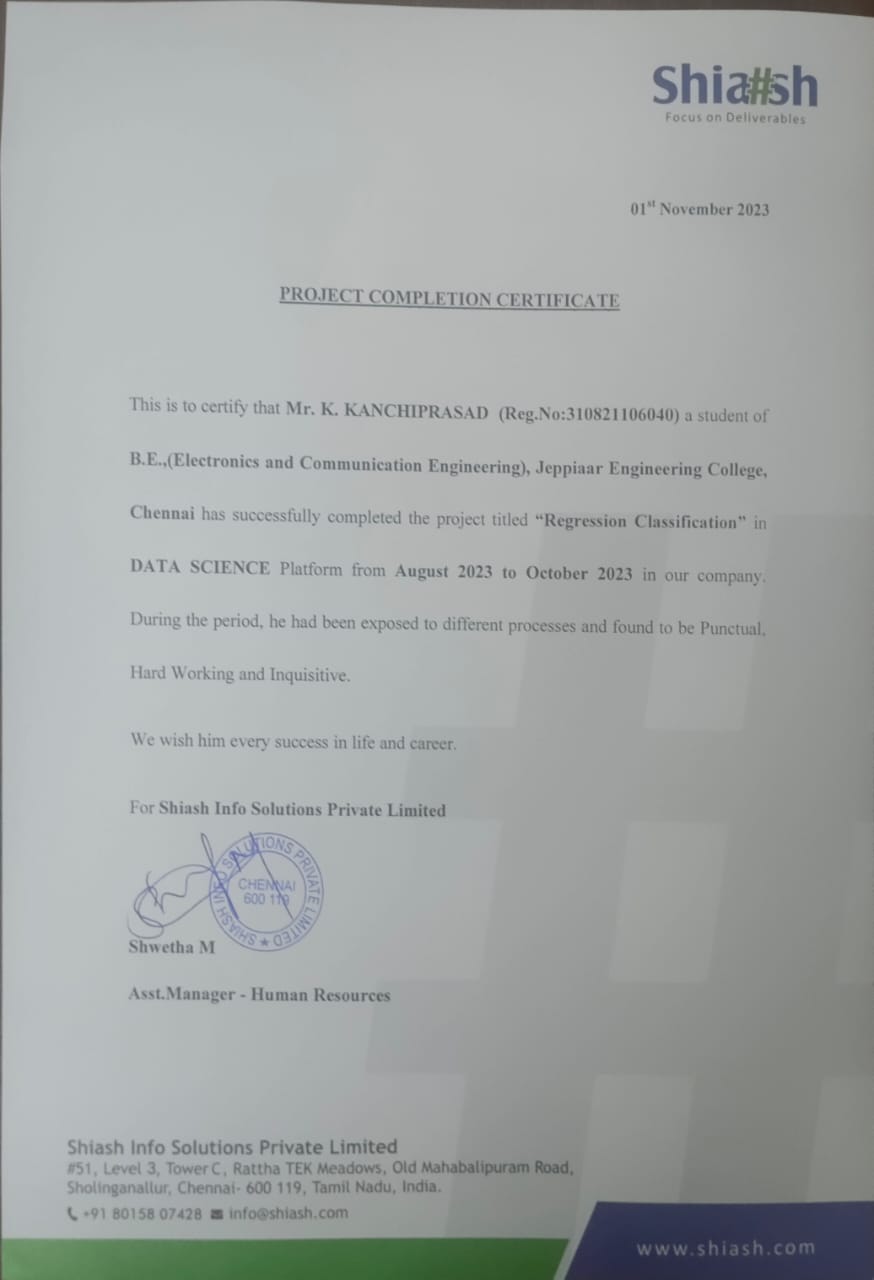 Shia#sh
Focus on Deliverables
01st November 2023
PROJECT COMPLETION CERTIFICATE
This is to certify that Mr. K. KANCHIPRASAD (Reg.No:310821106040) a student of
B.E.,(Electronics and Communication Engineering), Jeppiaar Engineering College,
Chennai has successfully completed the project titled “Regression Classification” in
DATA SCIENCE Platform from August 2023 to October 2023 in our company.
During the period, he had been exposed to different processes and found to be Punctual,
Hard Working and Inquisitive.
We wish him every success in life and career.
For Shiash Info Solutions Private Limited
SHIASH INFO SOLUTIONS PRIVATE LIMITED ★
CHENNAI
600 119
Shwetha M
Asst.Manager - Human Resources
Shiash Info Solutions Private Limited
#51, Level 3, Tower C, Rattha TEK Meadows, Old Mahabalipuram Road,
Sholinganallur, Chennai- 600 119, Tamil Nadu, India.
+91 80158 07428 info@shiash.com
www.shiash.com